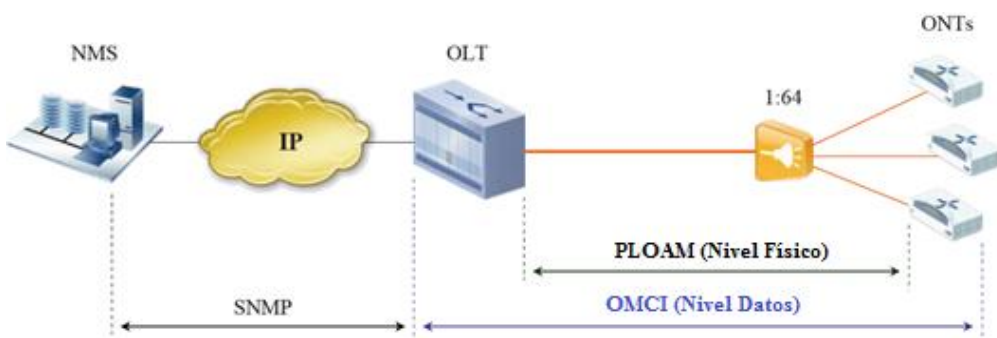 NMS
OLT
ONTs
1:64
IP
PLOAM (Nivel Físico)
SNMP
OMCI (Nivel Datos)